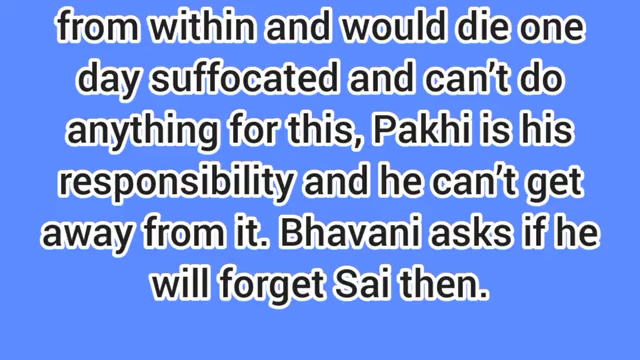 from within and would die one
day suffocated and can't do
anything for this, Pakhi is his
responsibility and he can't get
away from it. Bhavani asks if he
will forget Sai then.